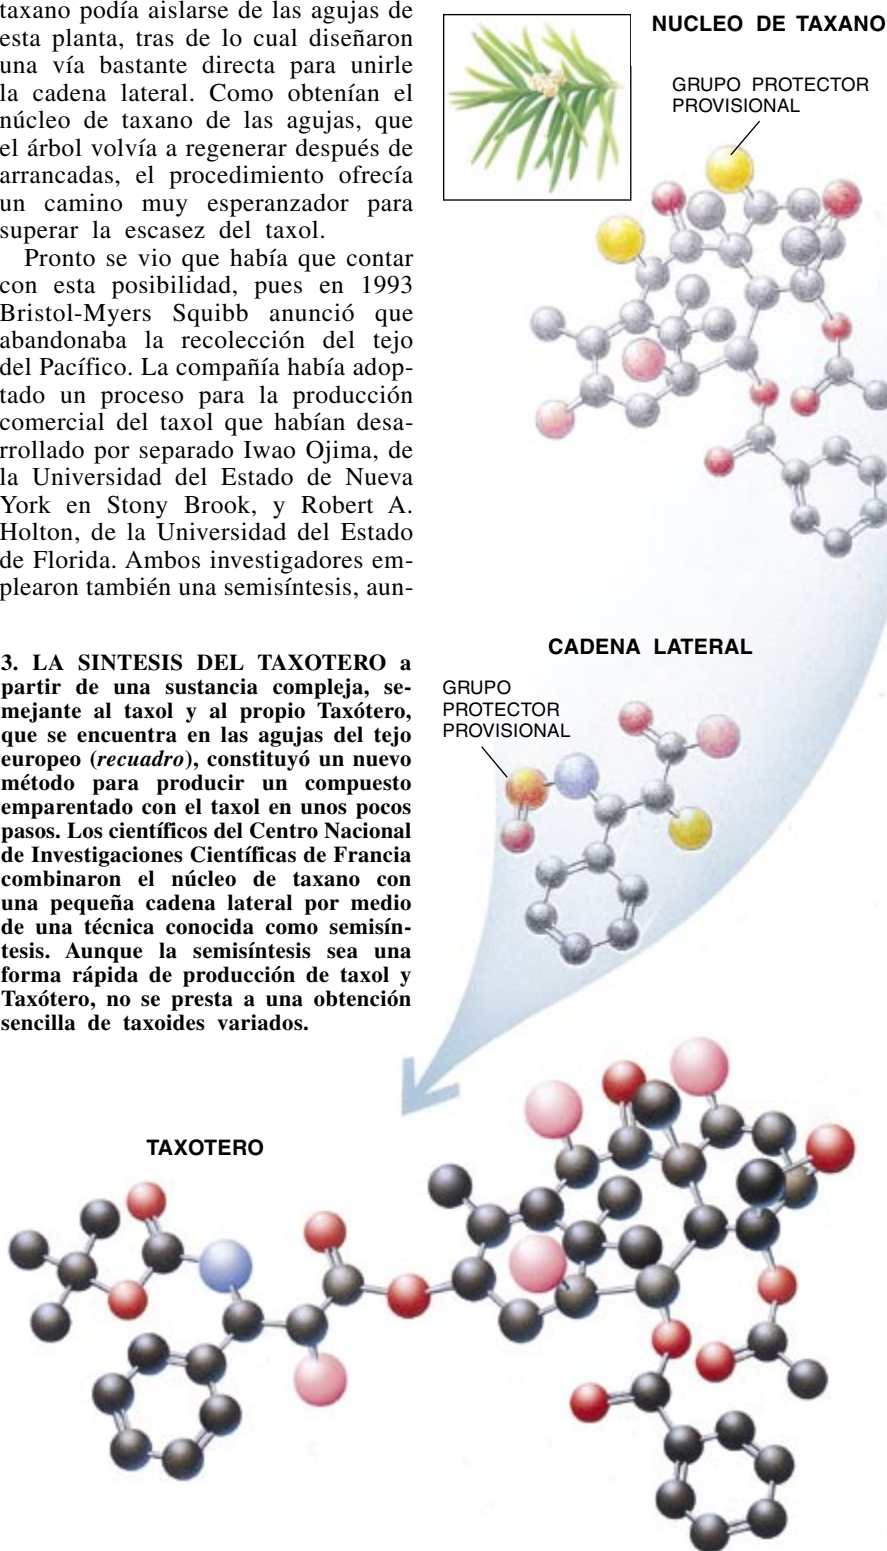 taxano podía aislarse de las agujas de
esta planta, tras de lo cual diseñaron
una vía bastante directa para unirle
la cadena lateral. Como obtenían el
núcleo de taxano de las agujas, que
el árbol volvía a regenerar después de
arrancadas, el procedimiento ofrecía
un camino muy esperanzador para
superar la escasez del taxol.
Pronto se vio que había que contar
con esta posibilidad, pues en 1993
Bristol-Myers Squibb anunció que
abandonaba la recolección del tejo
del Pacífico. La compañía había adop-
tado un proceso para la producción
comercial del taxol que habían desa-
rrollado por separado Iwao Ojima, de
la Universidad del Estado de Nueva
York en Stony Brook, y Robert A.
Holton, de la Universidad del Estado
de Florida. Ambos investigadores em-
plearon también una semisíntesis, aun-
3. LA SINTESIS DEL TAXOTERO a
partir de una sustancia compleja, se-
mejante al taxol y al propio Taxótero,
que se encuentra en las agujas del tejo
europeo (recuadro), constituyó un nuevo
método para producir un compuesto
emparentado con el taxol en unos pocos
pasos. Los científicos del Centro Nacional
de Investigaciones Científicas de Francia
combinaron el núcleo de taxano con
una pequeña cadena lateral por medio
de una técnica conocida como semisín-
tesis. Aunque la semisíntesis sea una
forma rápida de producción de taxol y
Taxótero, no se presta a una obtención
sencilla de taxoides variados.
NUCLEO DE TAXANO
GRUPO PROTECTOR
PROVISIONAL
CADENA LATERAL
GRUPO
PROTECTOR
PROVISIONAL
TAXOTERO